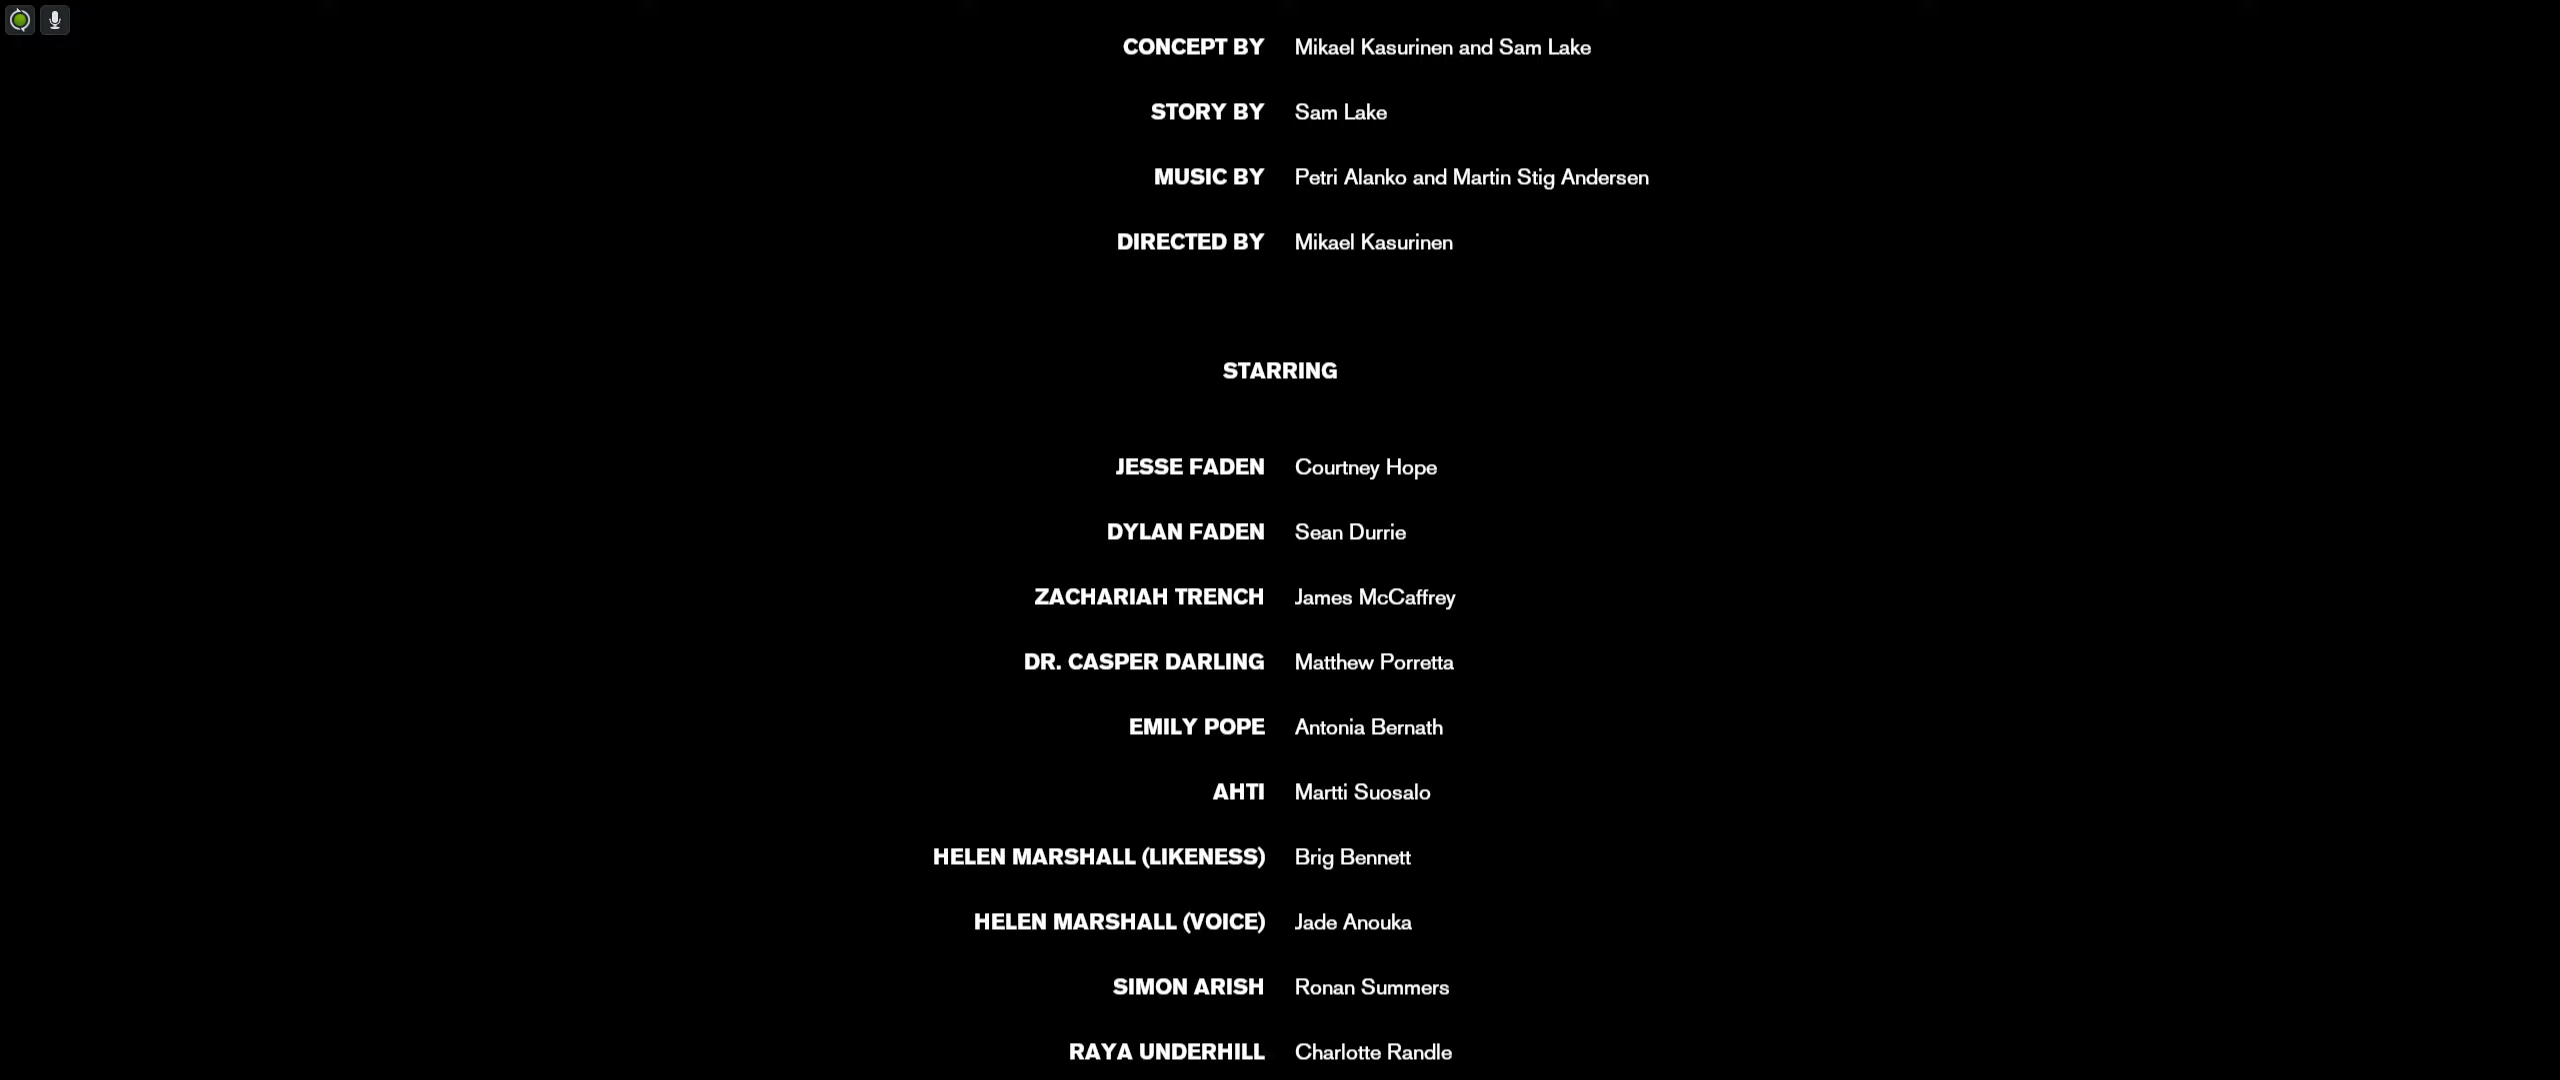 CONCEPT BY Mikael Kasurinen and Sam Lake
STORY BY Sam Lake
MUSIC BY Petri Alanko and Martin Stig Andersen
DIRECTED BY Mikael Kasurinen
STARRING
JESSE FADEN Courtney Hope
DYLAN FADEN Sean Durrie
ZACHARIAH TRENCH James McCaffrey
DR. CASPER DARLING Matthew Porretta
EMILY POPE Antonia Bernath
AHTI Martti Suosalo
HELEN MARSHALL (LIKENESS) Brig Bennett
HELEN MARSHALL (VOICE) Jade Anouka
SIMON ARISH Ronan Summers
RAYA UNDERHILL Charlotte Randle